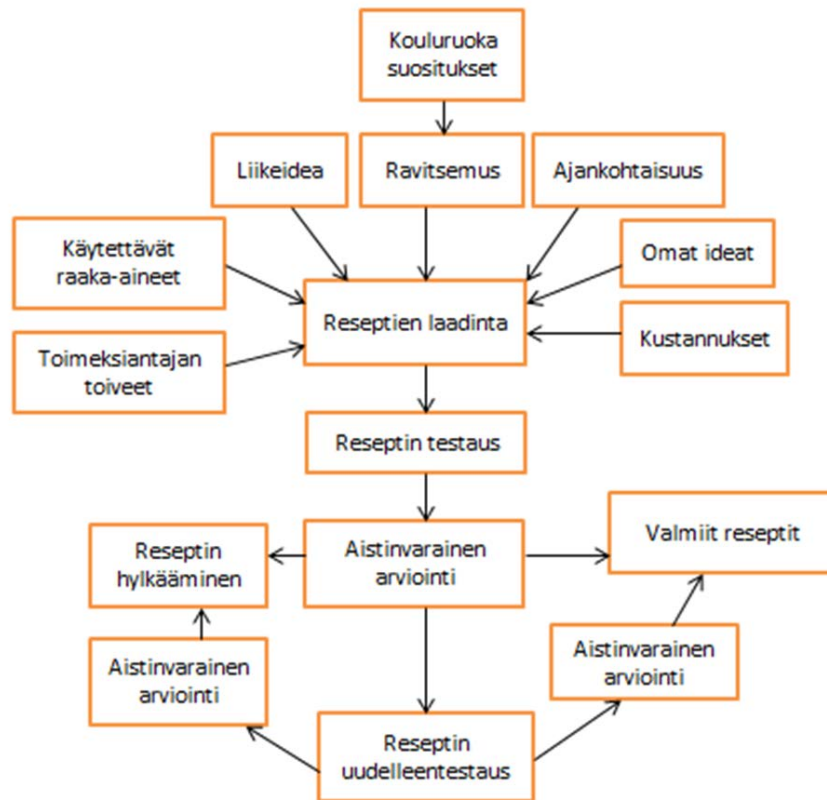 Kouluruoka
suositukset
Liikeidea
Ravitsemus
Ajankohtaisuus
Käytettävät
raaka-aineet
Omat ideat
Reseptien laadinta
Toimeksiantajan
toiveet
Kustannukset
Reseptin testaus
Reseptin
hylkääminen
Aistinvarainen
arviointi
Valmiit reseptit
Aistinvarainen
arviointi
Aistinvarainen
arviointi
Reseptin
uudelleentestaus